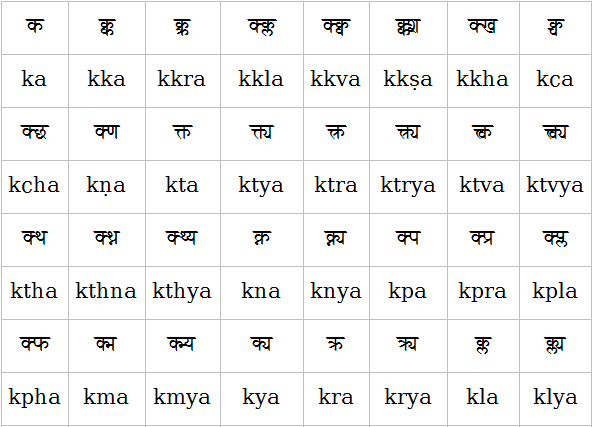 क क्क क्क्र क्क्ल क्क्व क्क्ष क्ख क्च
ka kka kkra kkla kkva kkṣa kkha kca
क्छ क्ण क्त क्त्य क्त्र क्त्र्य क्त्व क्त्व्य
kcha kṇa kta ktya ktra ktrya ktva ktvya
क्थ क्थ्न क्थ्य क्न क्न्य क्प क्प्र क्प्ल
ktha kthna kthya kna knya kpa kpra kpla
क्फ क्म क्म्य क्य क्र क्र्य क्ल क्ल्य
kpha kma kmya kya kra krya kla klya